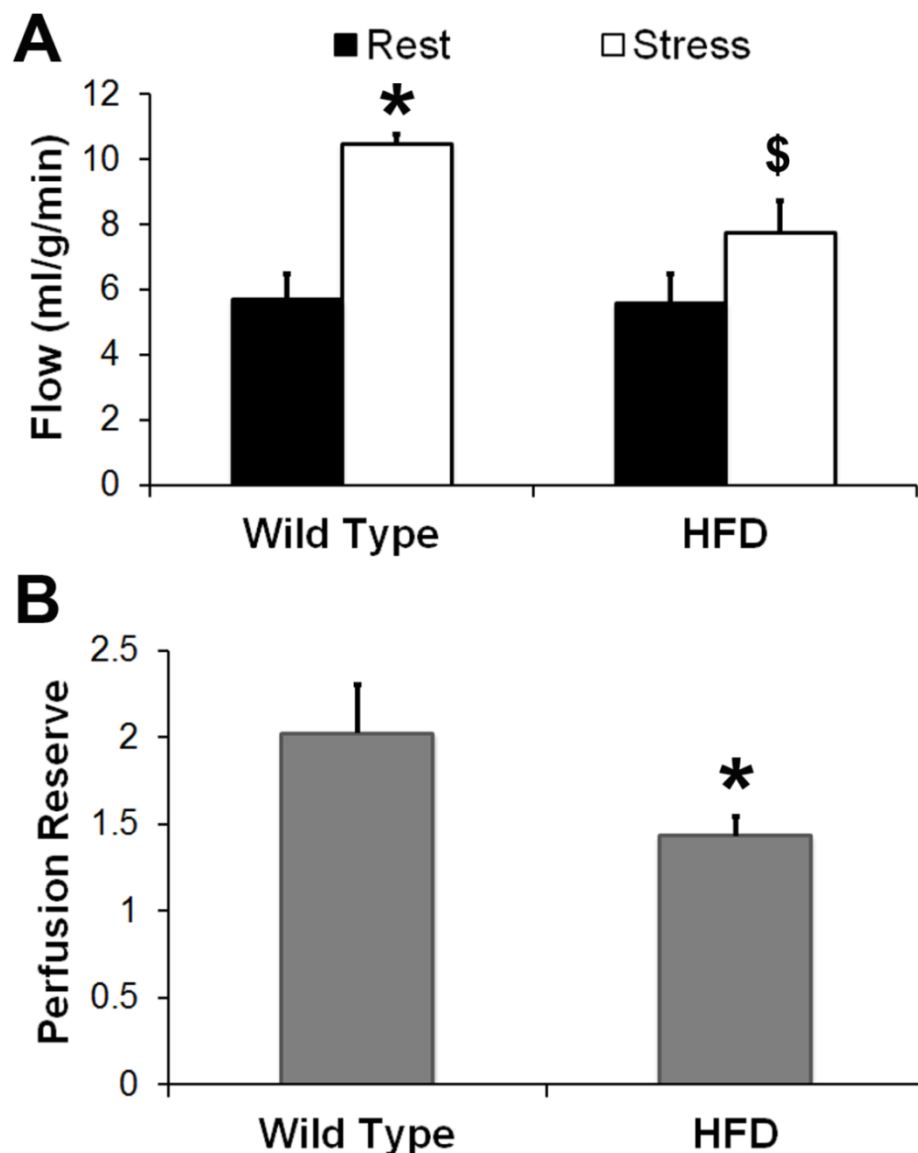 A
Rest Stress
Flow (ml/g/min)
12
10
8
6
4
2
0
*
$
Wild Type HFD
B
Perfusion Reserve
2.5
2
1.5
1
0.5
0
*
Wild Type HFD